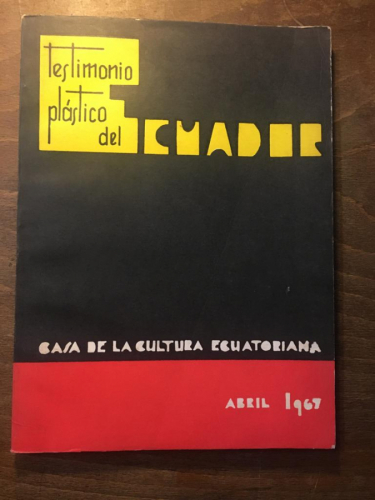 testimonio
plástico
del ECUADOR
CASA DE LA CULTURA ECUATORIANA
ABRIL 1967